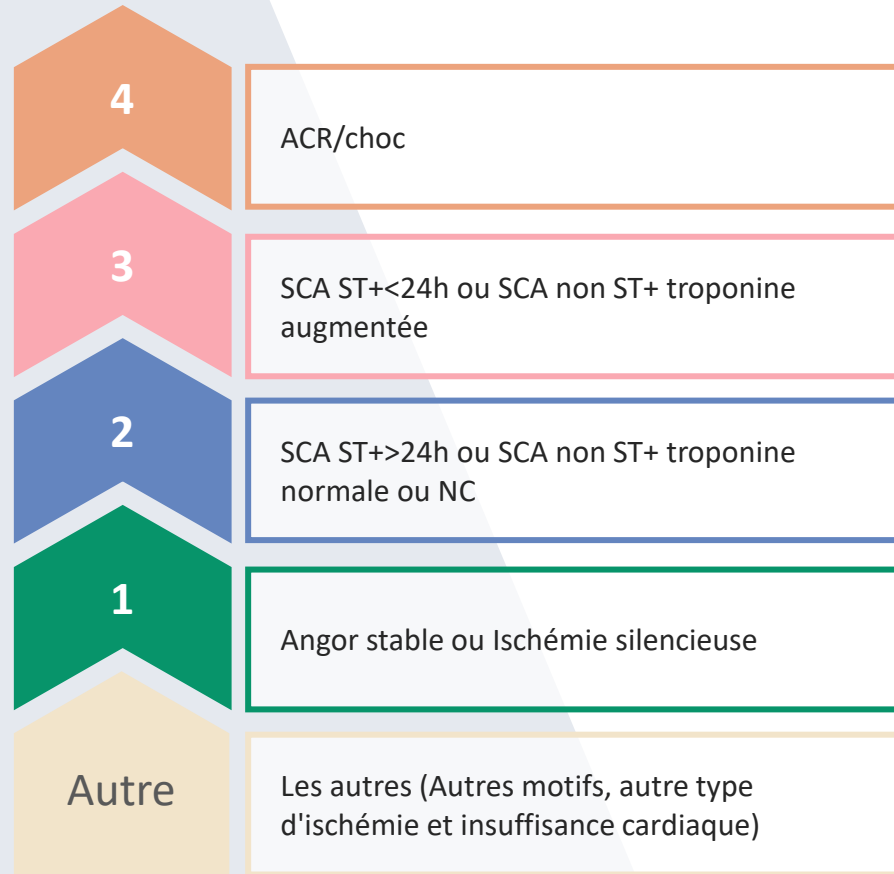 4
ACR/choc
3
SCA ST+<24h ou SCA non ST+ troponine
augmentée
2
SCA ST+>24h ou SCA non ST+ troponine
normale ou NC
1
Angor stable ou Ischémie silencieuse
Autre
Les autres (Autres motifs, autre type
d'ischémie et insuffisance cardiaque)